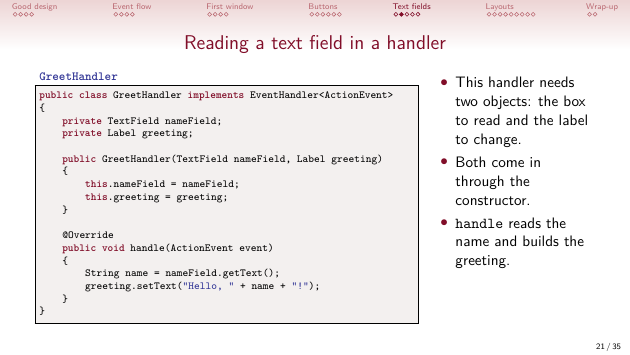 Good design Event flow First window Buttons Text fields Layouts Wrap-up
Reading a text field in a handler
GreetHandler
public class GreetHandler implements EventHandler<ActionEvent>
{
    private TextField nameField;
    private Label greeting;

    public GreetHandler(TextField nameField, Label greeting)
    {
        this.nameField = nameField;
        this.greeting = greeting;
    }

    @Override
    public void handle(ActionEvent event)
    {
        String name = nameField.getText();
        greeting.setText("Hello, " + name + "!");
    }
}
• This handler needs
two objects: the box
to read and the label
to change.
• Both come in
through the
constructor.
• handle reads the
name and builds the
greeting.
21 / 35